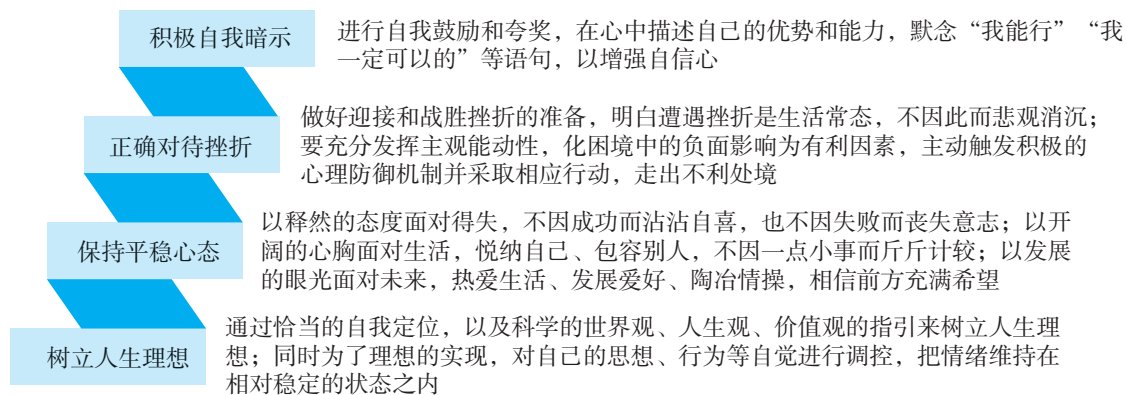 积极自我暗示
进行自我鼓励和夸奖，在心中描述自己的优势和能力，默念“我能行”“我
一定可以的”等语句，以增强自信心
正确对待挫折
做好迎接和战胜挫折的准备，明白遭遇挫折是生活常态，不因此而悲观消沉；
要充分发挥主观能动性，化困境中的负面影响为有利因素，主动触发积极的
心理防御机制并采取相应行动，走出不利处境
保持平稳心态
以释然的态度面对得失，不因成功而沾沾自喜，也不因失败而丧失意志；以开
阔的心胸面对生活，悦纳自己、包容别人，不因一点小事而斤斤计较；以发展
的眼光面对未来，热爱生活、发展爱好、陶冶情操，相信前方充满希望
树立人生理想
通过恰当的自我定位，以及科学的世界观、人生观、价值观的指引来树立人生理
想；同时为了理想的实现，对自己的思想、行为等自觉进行调控，把情绪维持在
相对稳定的状态之内